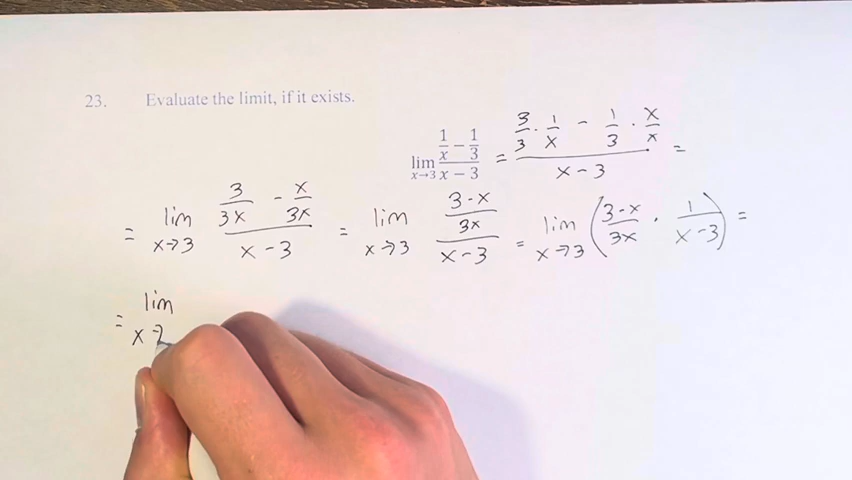 23. Evaluate the limit, if it exists.
lim x→3 (1/x − 1/3)/(x − 3) = (3/3 · 1/x − 1/3 · x/x)/(x − 3) =
= lim x→3 (3/3x − x/3x)/(x − 3) = lim x→3 ((3-x)/3x)/(x − 3) = lim x→3 ((3-x)/3x · 1/(x − 3)) =
= lim x